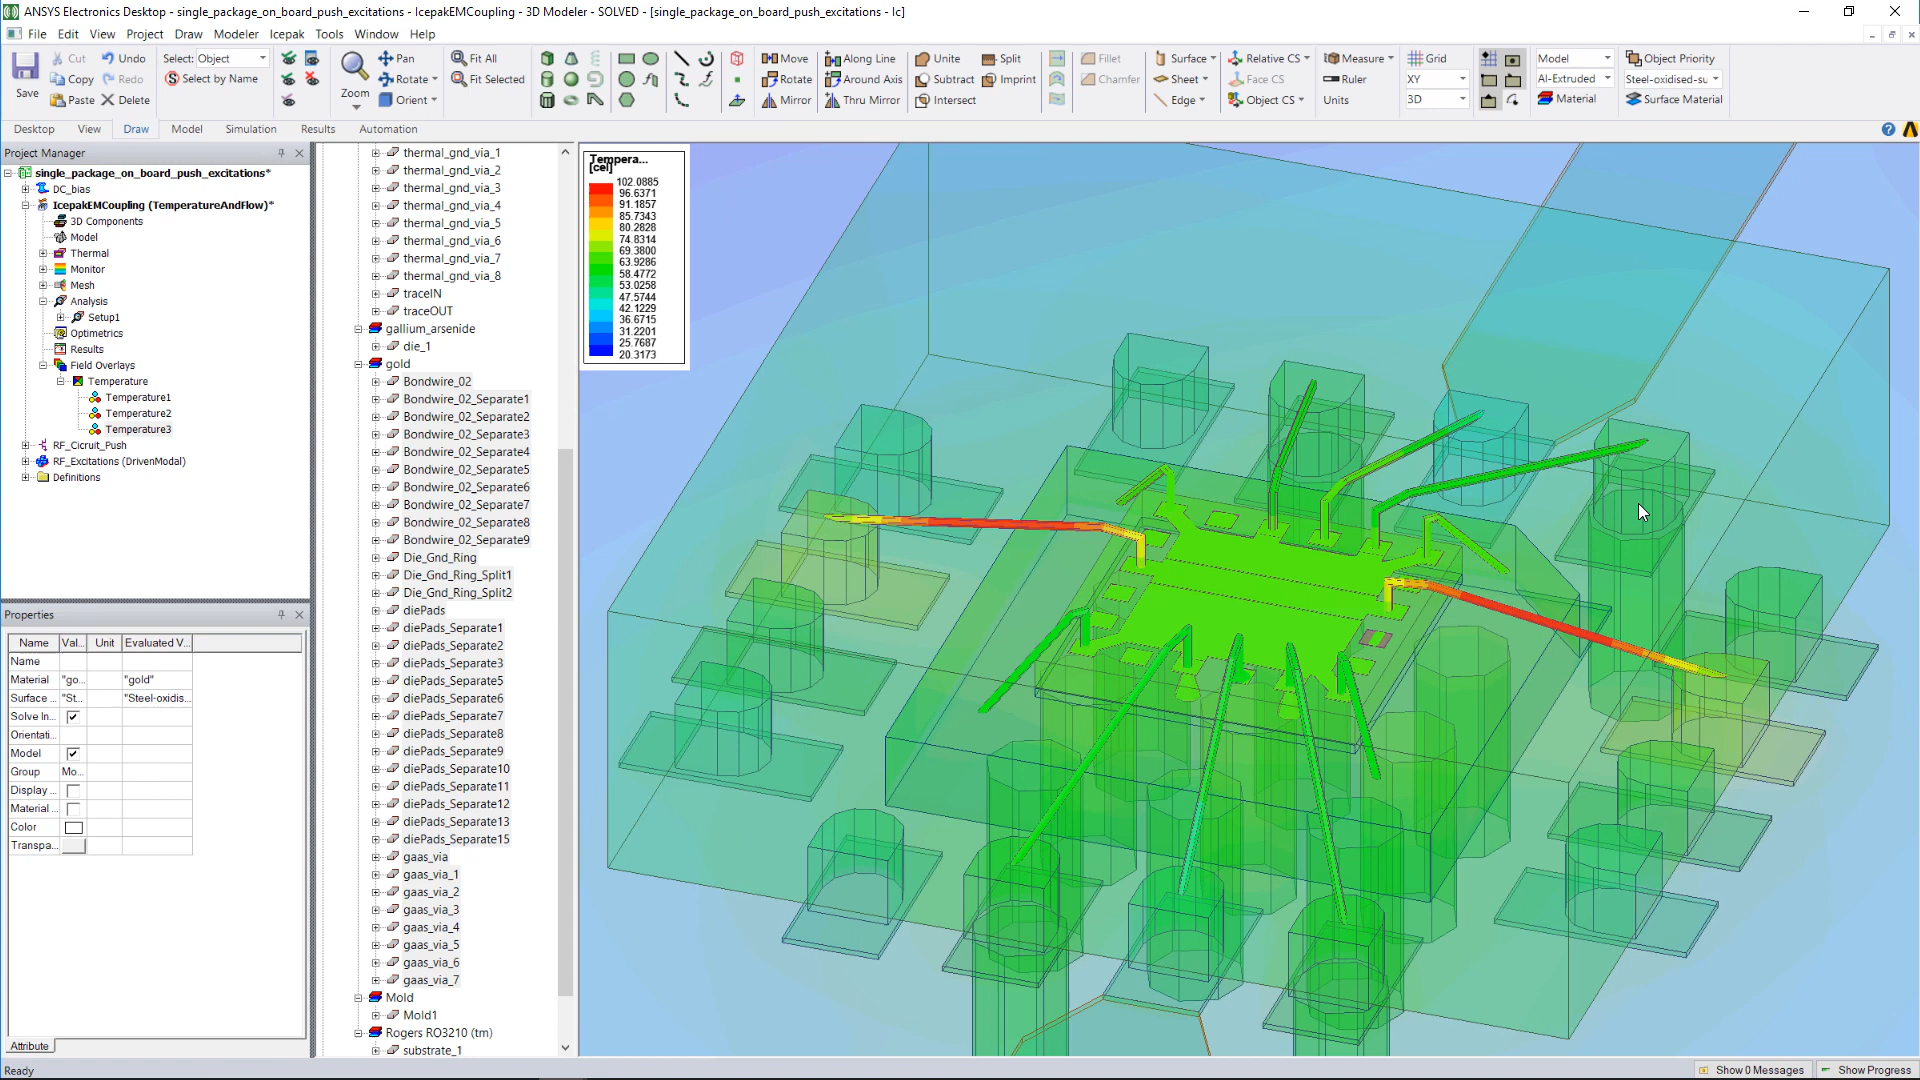 ANSYS Electronics Desktop - single_package_on_board_push_excitations - IcepakEMCoupling - 3D Modeler - SOLVED - [single_package_on_board_push_excitations - Ic]
File Edit View Project Draw Modeler Icepak Tools Window Help
Save
Cut
Copy
Paste
Undo
Redo
Delete
Select: Object
Select by Name
Zoom
Pan
Rotate
Orient
Fit All
Fit Selected
Move
Rotate
Mirror
Along Line
Around Axis
Thru Mirror
Unite
Subtract
Intersect
Split
Imprint
Fillet
Chamfer
Surface
Sheet
Edge
Relative CS
Face CS
Object CS
Measure
Ruler
Units
Grid
XY
3D
Model
Al-Extruded
Material
Object Priority
Steel-oxidised-su
Surface Material
Desktop View Draw Model Simulation Results Automation
Project Manager
single_package_on_board_push_excitations*
DC_bias
IcepakEMCoupling (TemperatureAndFlow)*
3D Components
Model
Thermal
Monitor
Mesh
Analysis
Setup1
Optimetrics
Results
Field Overlays
Temperature
Temperature1
Temperature2
Temperature3
RF_Cicruit_Push
RF_Excitations (DrivenModal)
Definitions
Properties
Name Val... Unit Evaluated V...
Name
Material "go... "gold"
Surface ... "St... "Steel-oxidis...
Solve In...
Orientati...
Model
Group Mo...
Display ...
Material ...
Color
Transpa...
Attribute
thermal_gnd_via_1
thermal_gnd_via_2
thermal_gnd_via_3
thermal_gnd_via_4
thermal_gnd_via_5
thermal_gnd_via_6
thermal_gnd_via_7
thermal_gnd_via_8
traceIN
traceOUT
gallium_arsenide
die_1
gold
Bondwire_02
Bondwire_02_Separate1
Bondwire_02_Separate2
Bondwire_02_Separate3
Bondwire_02_Separate4
Bondwire_02_Separate5
Bondwire_02_Separate6
Bondwire_02_Separate7
Bondwire_02_Separate8
Bondwire_02_Separate9
Die_Gnd_Ring
Die_Gnd_Ring_Split1
Die_Gnd_Ring_Split2
diePads
diePads_Separate1
diePads_Separate2
diePads_Separate3
diePads_Separate5
diePads_Separate6
diePads_Separate7
diePads_Separate8
diePads_Separate9
diePads_Separate10
diePads_Separate11
diePads_Separate12
diePads_Separate13
diePads_Separate15
gaas_via
gaas_via_1
gaas_via_2
gaas_via_3
gaas_via_4
gaas_via_5
gaas_via_6
gaas_via_7
Mold
Mold1
Rogers RO3210 (tm)
substrate_1
Tempera...
[cel]
102.0885
96.6371
91.1857
85.7343
80.2828
74.8314
69.3800
63.9286
58.4772
53.0258
47.5744
42.1229
36.6715
31.2201
25.7687
20.3173
Ready
Show 0 Messages
Show Progress